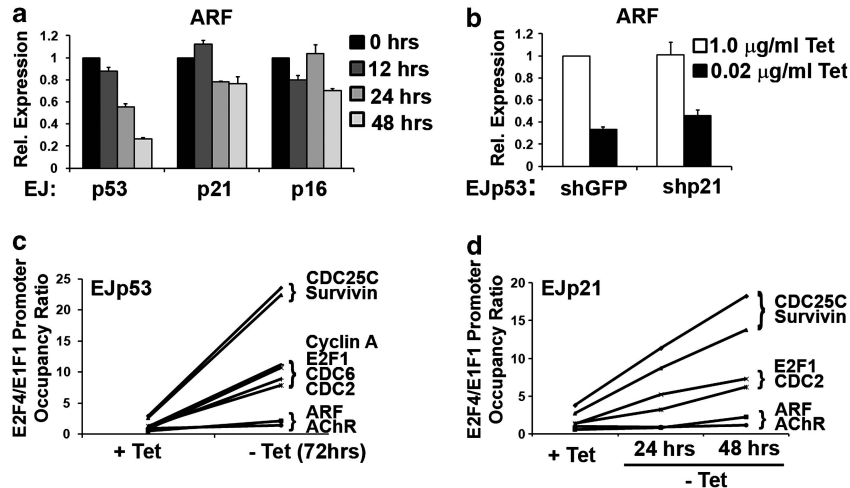 a
ARF
Rel. Expression
1.2
1
0.8
0.6
0.4
0.2
0
0 hrs
12 hrs
24 hrs
48 hrs
EJ: p53 p21 p16
b
ARF
Rel. Expression
1.2
1
0.8
0.6
0.4
0.2
0
1.0 µg/ml Tet
0.02 µg/ml Tet
EJp53: shGFP shp21
c
EJp53
E2F4/E1F1 Promoter
Occupancy Ratio
25
20
15
10
5
0
CDC25C
Survivin
Cyclin A
E2F1
CDC6
CDC2
ARF
AChR
+ Tet - Tet (72hrs)
d
EJp21
E2F4/E1F1 Promoter
Occupancy Ratio
20
15
10
5
0
CDC25C
Survivin
E2F1
CDC2
ARF
AChR
+ Tet 24 hrs 48 hrs
- Tet